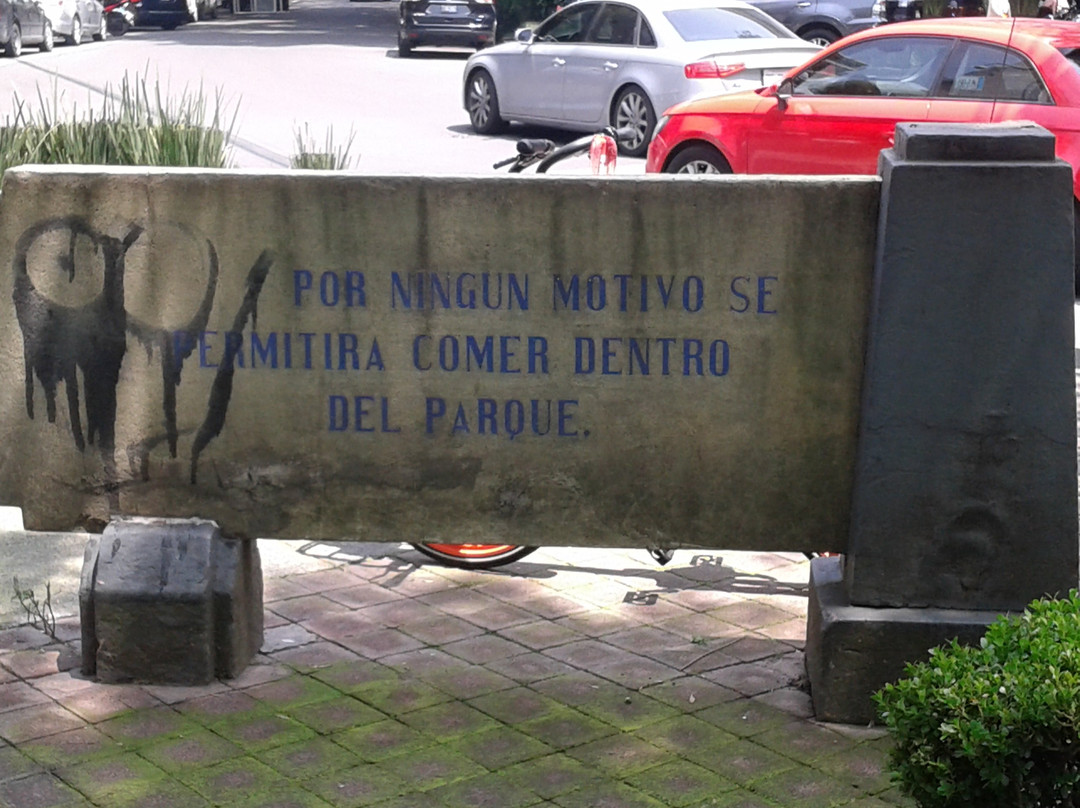 POR NINGUN MOTIVO SE
PERMITIRA COMER DENTRO
DEL PARQUE.